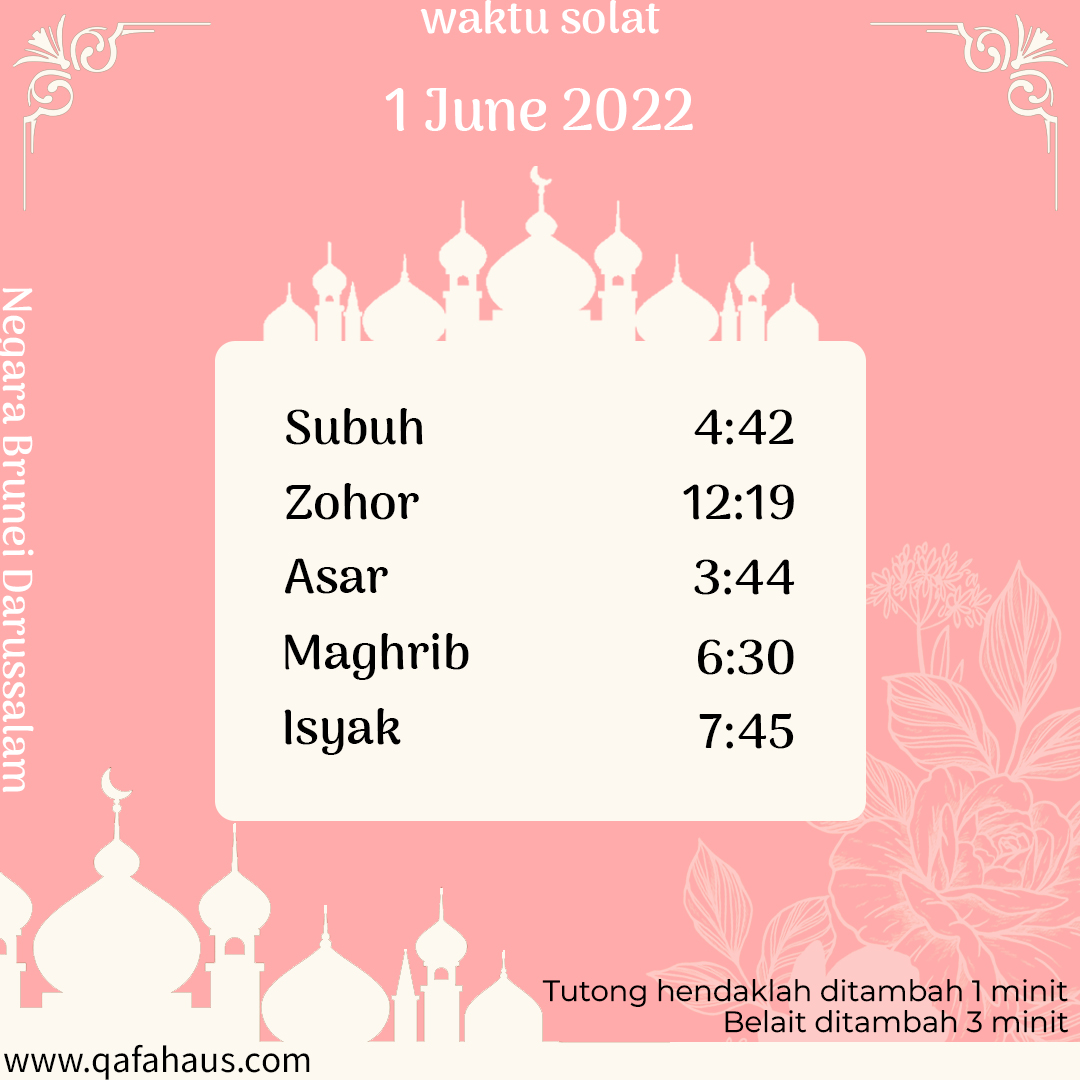 waktu solat
1 June 2022
Negara Brunei Darussalam
Subuh 4:42
Zohor 12:19
Asar 3:44
Maghrib 6:30
Isyak 7:45
Tutong hendaklah ditambah 1 minit
Belait ditambah 3 minit
www.qafahaus.com